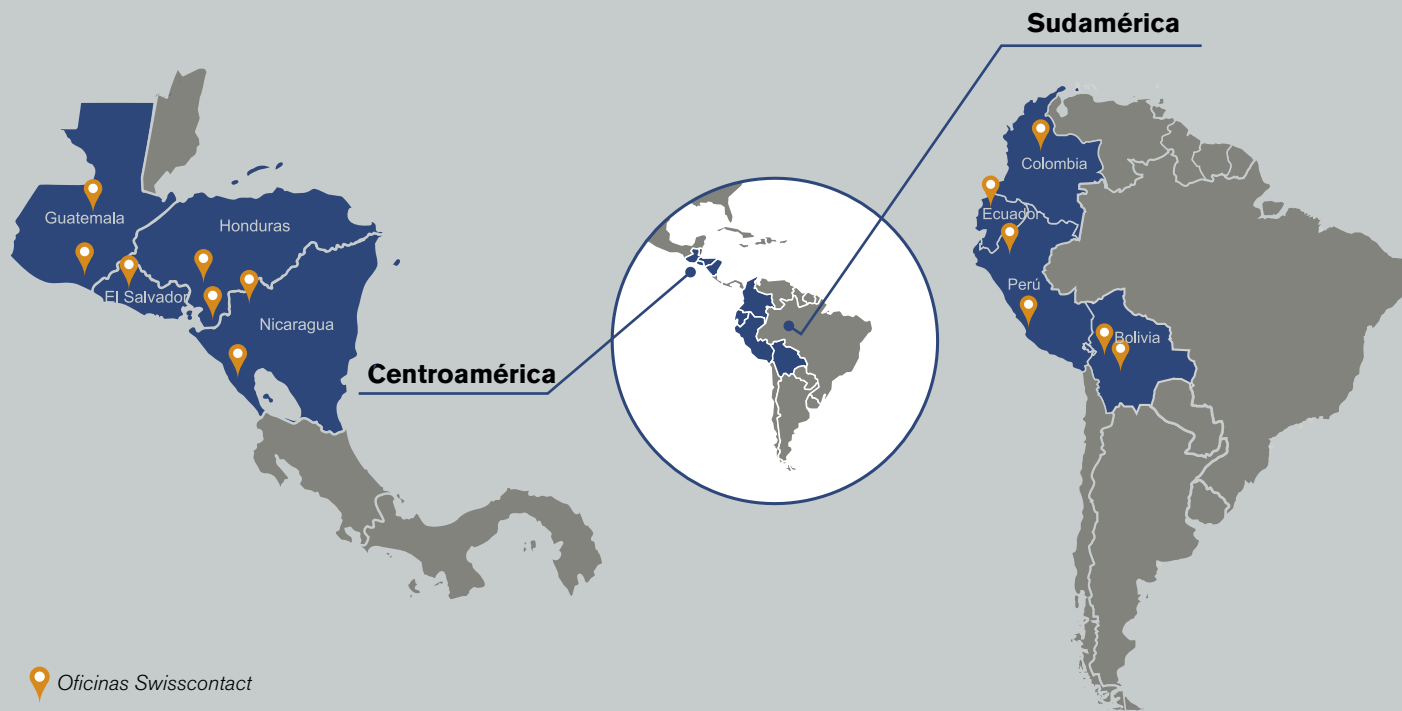 Sudamérica
Colombia
Guatemala
Honduras
Ecuador
Perú
El Salvador
Nicaragua
Bolivia
Centroamérica
Oficinas Swisscontact